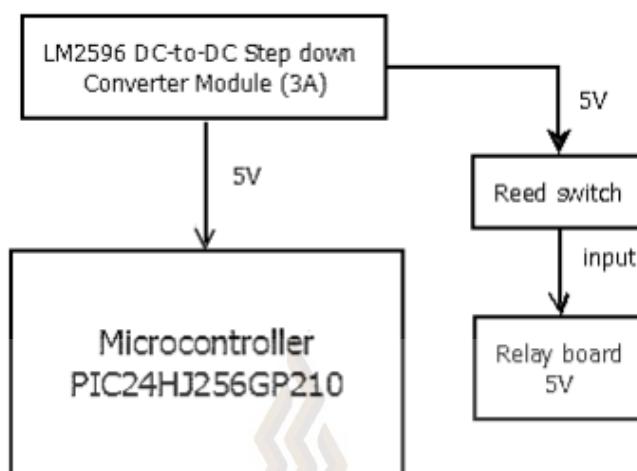 LM2596 DC-to-DC Step down
Converter Module (3A)
5V
5V
Reed switch
input
Microcontroller
PIC24HJ256GP210
Relay board
5V